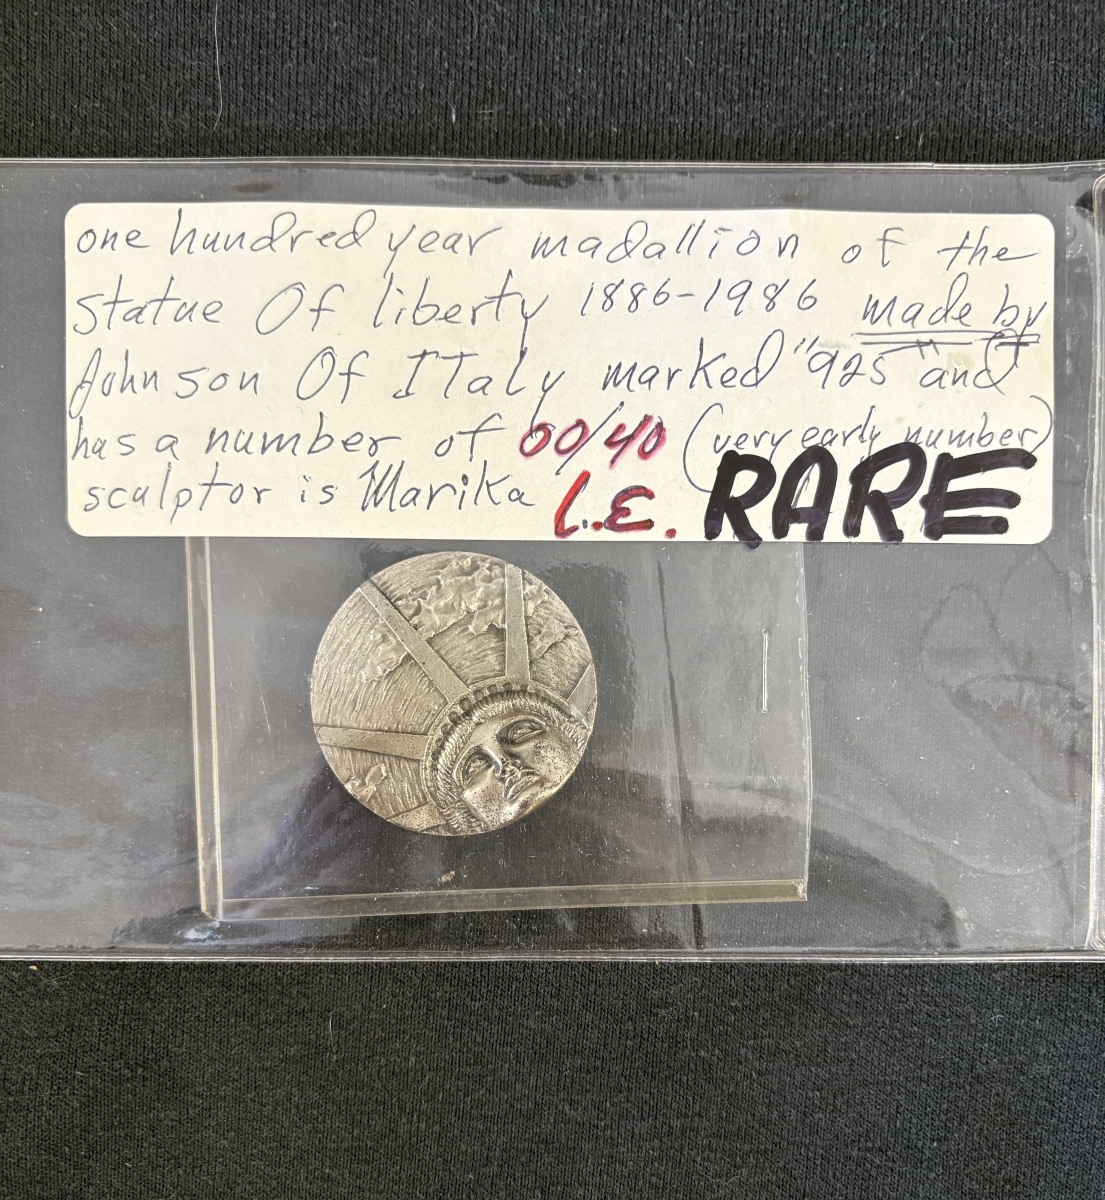 one hundred year madallion of the
Statue Of liberty 1886-1986 made by
Johnson Of ITaly marked "925" and
has a number of 00/40 (very early number)
sculptor is Marika L.E. RARE